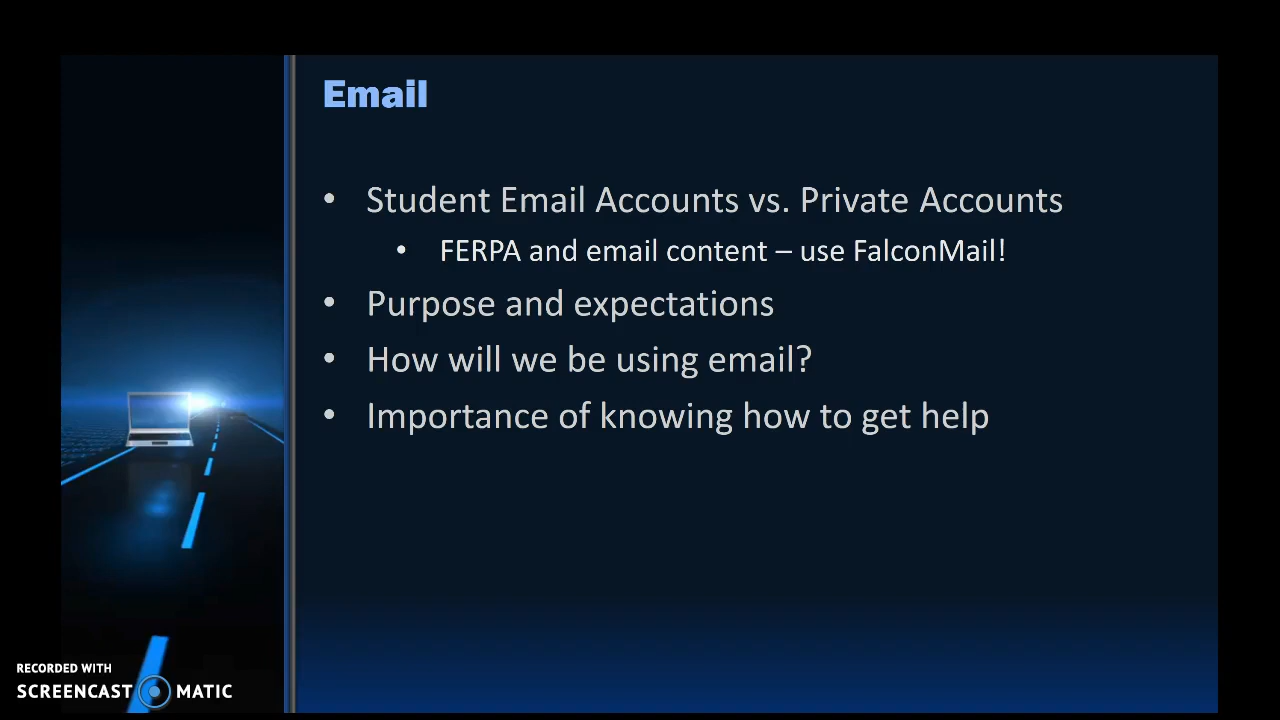 Email
• Student Email Accounts vs. Private Accounts
• FERPA and email content – use FalconMail!
• Purpose and expectations
• How will we be using email?
• Importance of knowing how to get help
RECORDED WITH
SCREENCAST MATIC